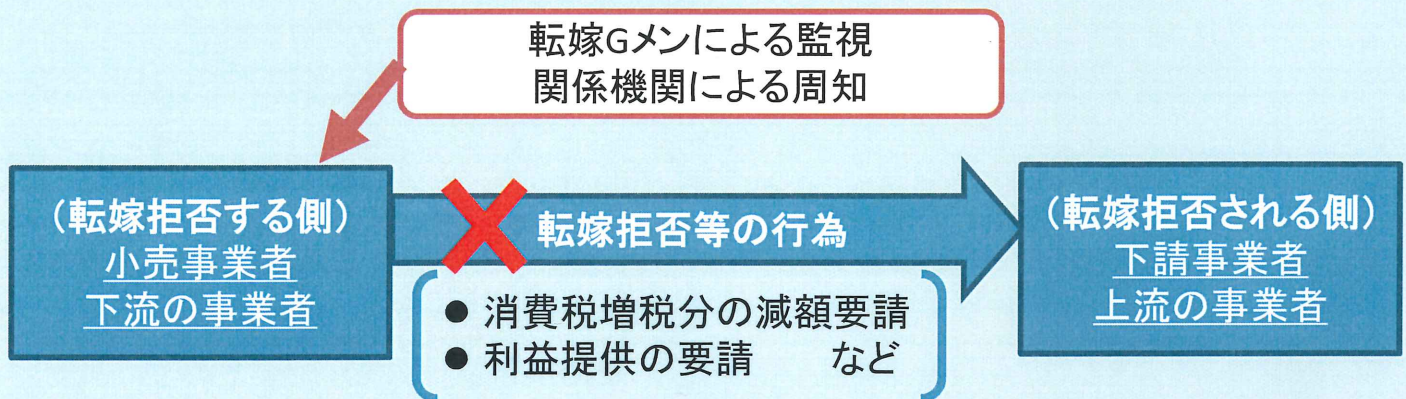 転嫁Gメンによる監視
関係機関による周知
（転嫁拒否する側）
小売事業者
下流の事業者
転嫁拒否等の行為
● 消費税増税分の減額要請
● 利益提供の要請　　など
（転嫁拒否される側）
下請事業者
上流の事業者